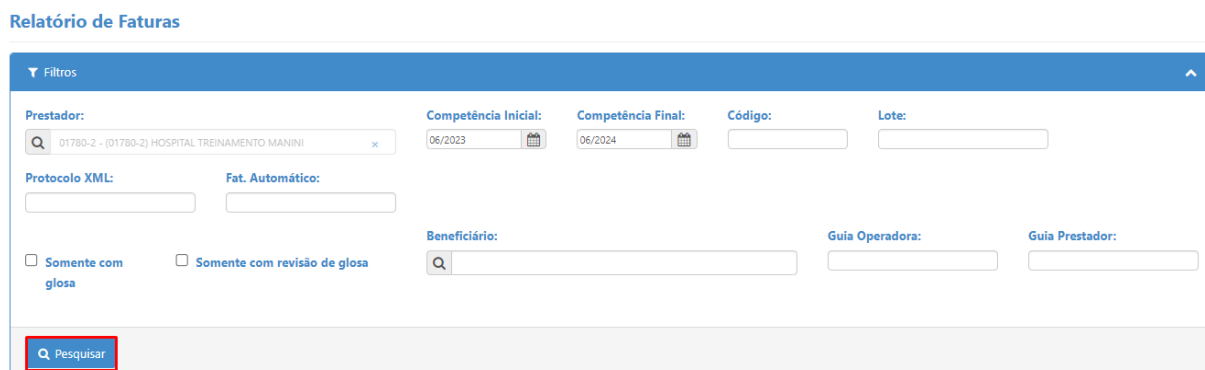 Relatório de Faturas
Filtros
Prestador:
Competência Inicial:
Competência Final:
Código:
Lote:
01780-2 - (01780-2) HOSPITAL TREINAMENTO MANINI ×
06/2023
06/2024
Protocolo XML:
Fat. Automático:
Beneficiário:
Guia Operadora:
Guia Prestador:
Somente com
glosa
Somente com revisão de glosa
Pesquisar